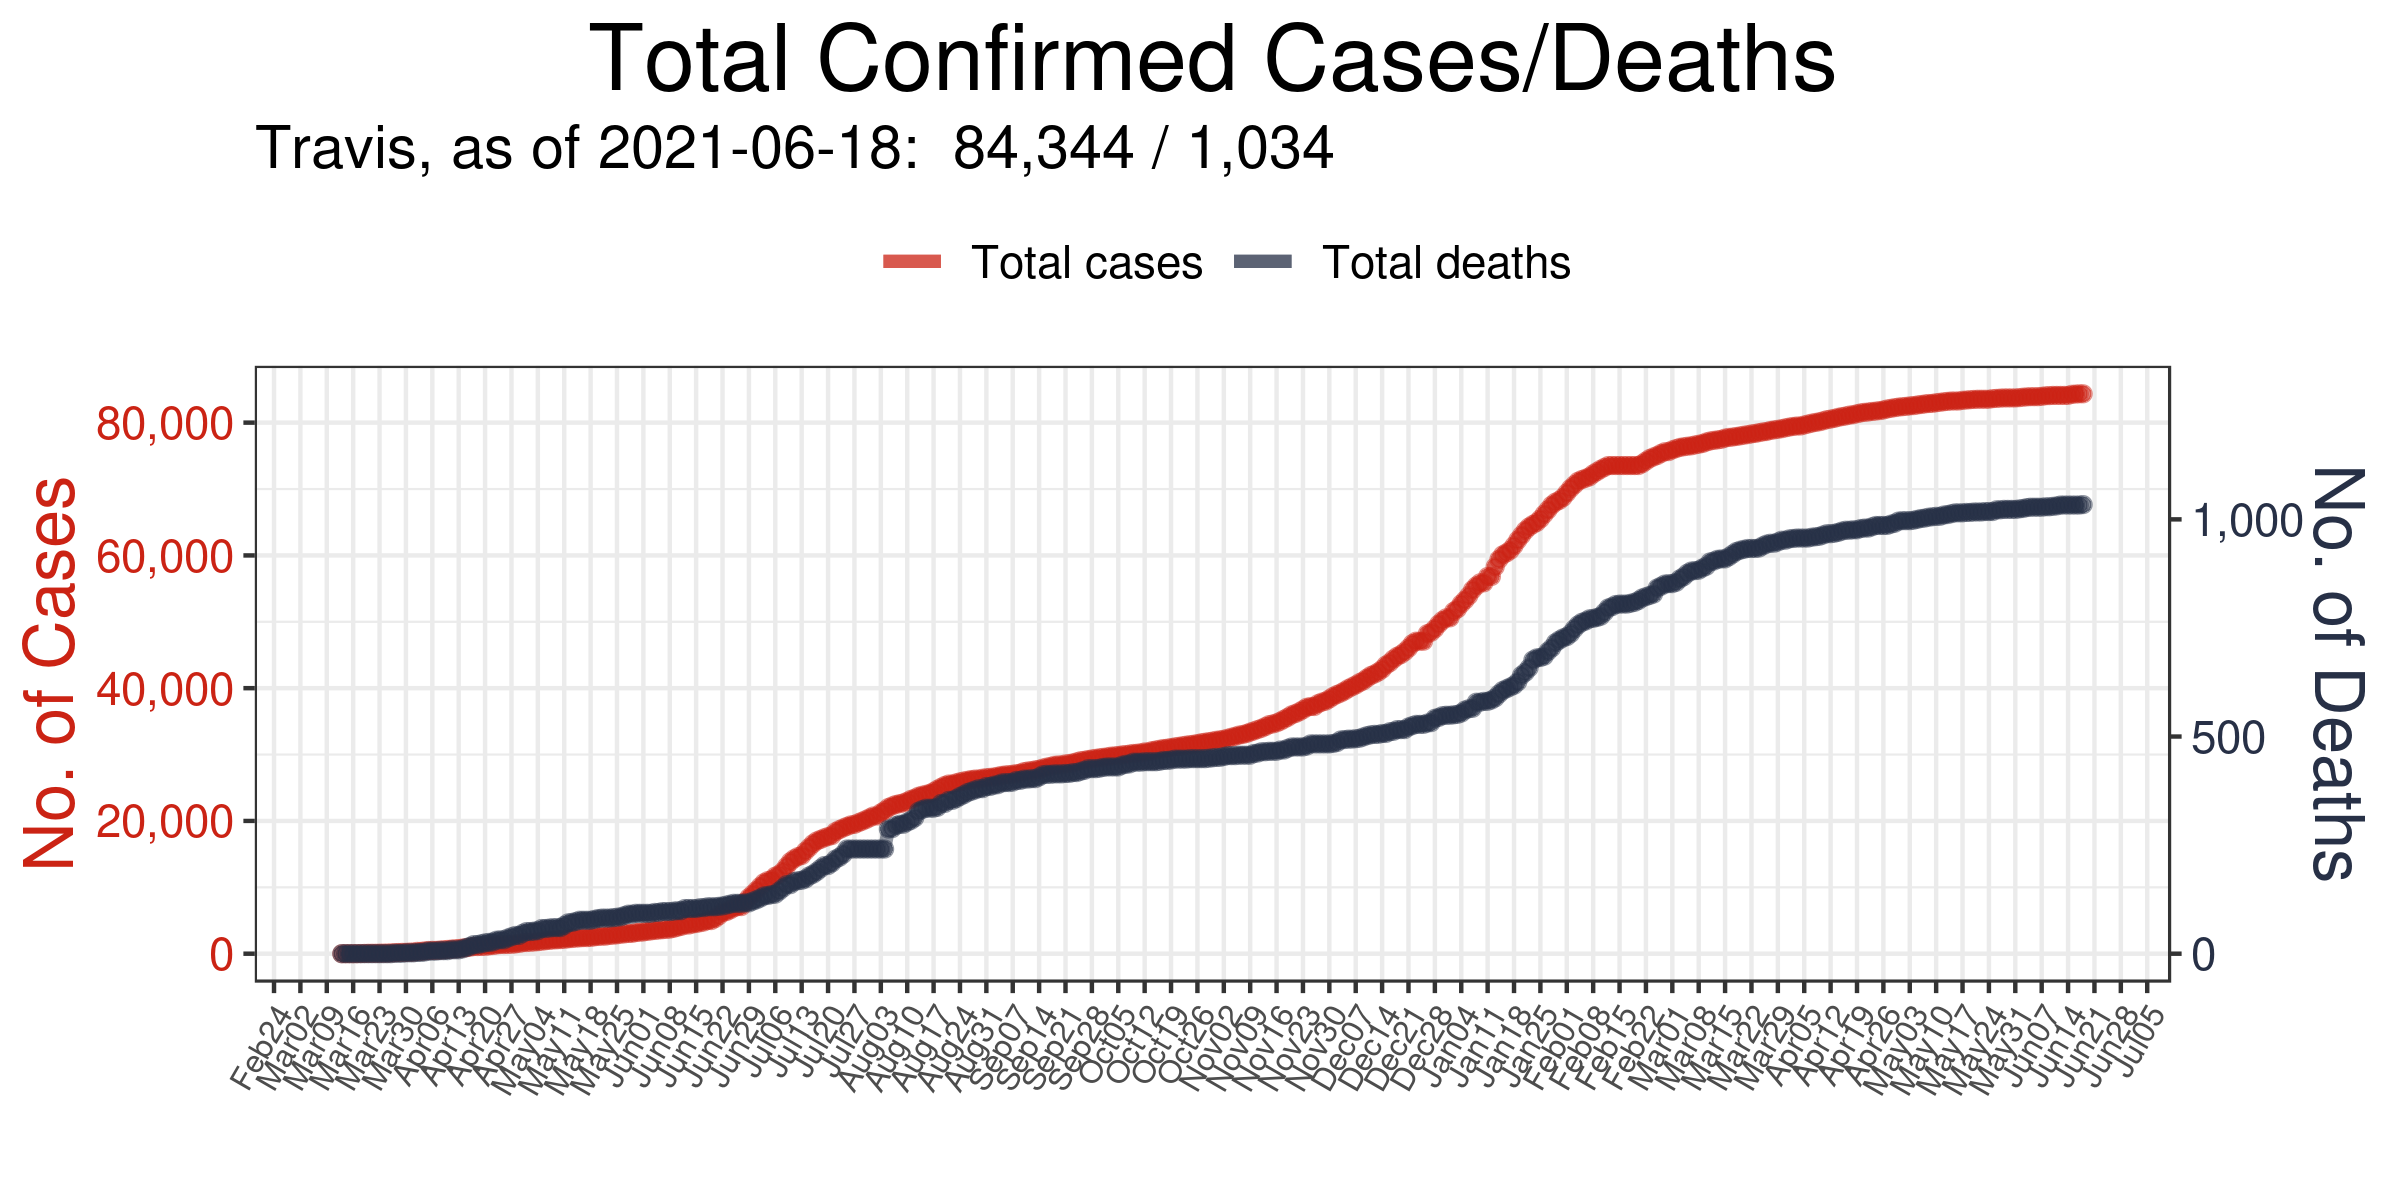 Total Confirmed Cases/Deaths
Travis, as of 2021-06-18:  84,344 / 1,034
Total cases
Total deaths
No. of Cases
80,000
60,000
40,000
20,000
0
1,000
500
0
No. of Deaths
Feb24
Mar02
Mar09
Mar16
Mar23
Mar30
Apr06
Apr13
Apr20
Apr27
May04
May11
May18
May25
Jun01
Jun08
Jun15
Jun22
Jun29
Jul06
Jul13
Jul20
Jul27
Aug03
Aug10
Aug17
Aug24
Aug31
Sep07
Sep14
Sep21
Sep28
Oct05
Oct12
Oct19
Oct26
Nov02
Nov09
Nov16
Nov23
Nov30
Dec07
Dec14
Dec21
Dec28
Jan04
Jan11
Jan18
Jan25
Feb01
Feb08
Feb15
Feb22
Mar01
Mar08
Mar15
Mar22
Mar29
Apr05
Apr12
Apr19
Apr26
May03
May10
May17
May24
May31
Jun07
Jun14
Jun21
Jun28
Jul05